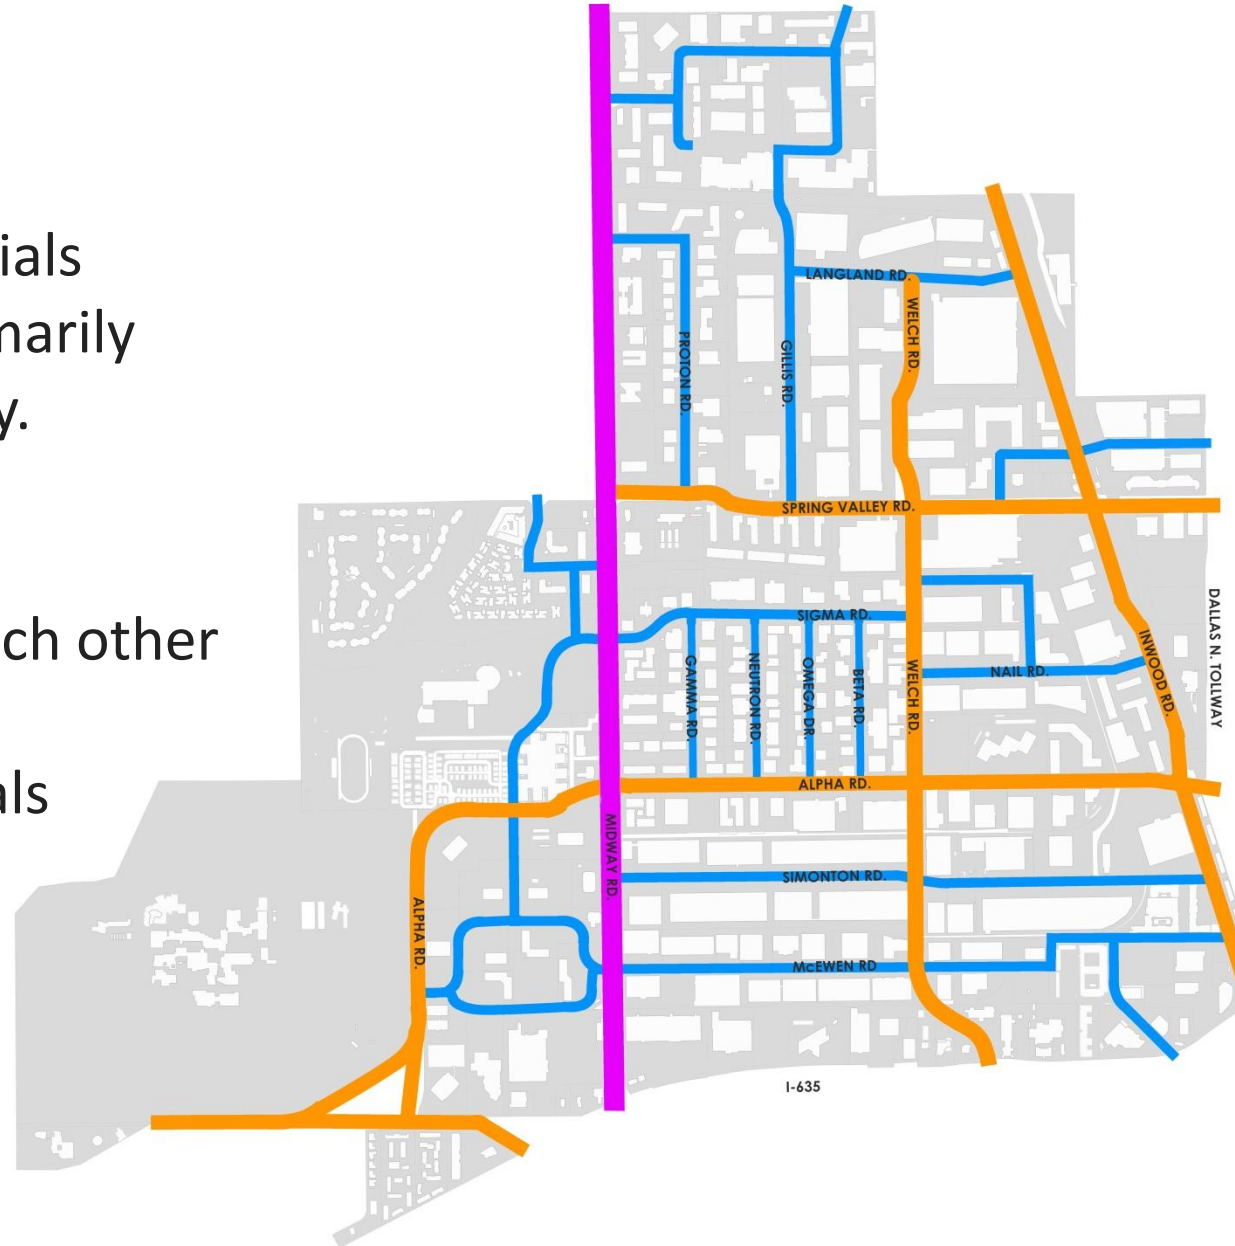 ials
marily
y.
ch other
als
LANGLAND RD.
WELCH RD.
PROTON RD.
GILLIS RD.
SPRING VALLEY RD.
SIGMA RD.
DALLAS N. TOLLWAY
GAMMA RD.
NEUTRON RD.
OMEGA DR.
BETA RD.
WELCH RD.
NAIL RD.
INWOOD RD.
ALPHA RD.
MIDWAY RD.
SIMONTON RD.
ALPHA RD.
McEWEN RD
I-635